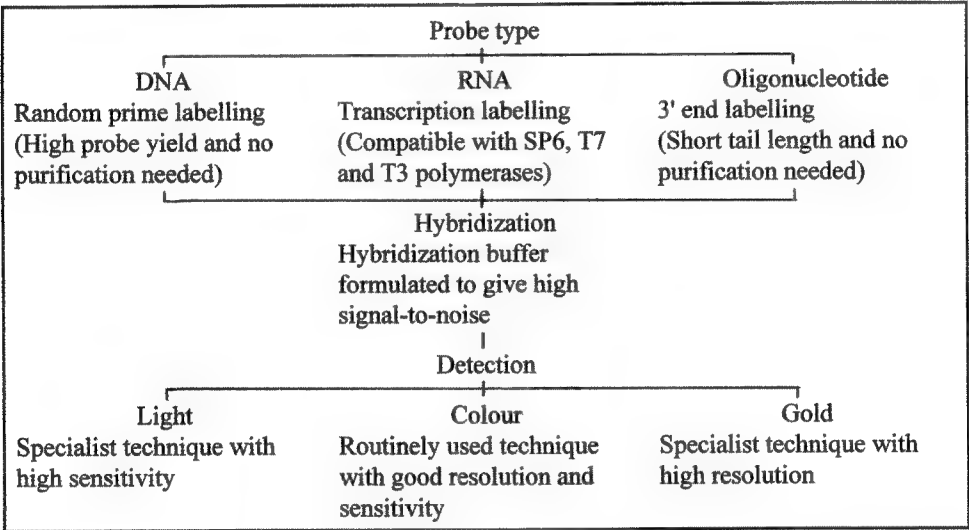 Probe type
DNA
Random prime labelling
(High probe yield and no
purification needed)
RNA
Transcription labelling
(Compatible with SP6, T7
and T3 polymerases)
Oligonucleotide
3' end labelling
(Short tail length and no
purification needed)
Hybridization
Hybridization buffer
formulated to give high
signal-to-noise
Detection
Light
Specialist technique with
high sensitivity
Colour
Routinely used technique
with good resolution and
sensitivity
Gold
Specialist technique with
high resolution